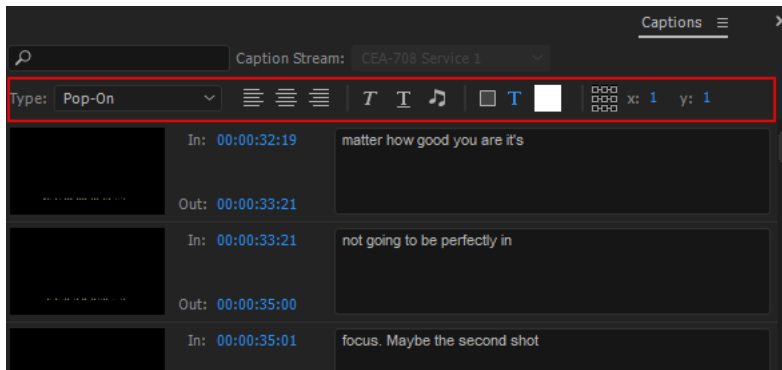 Captions
Caption Stream: CEA-708 Service 1
Type: Pop-On T T T x: 1 y: 1
In: 00:00:32:19 matter how good you are it's
Out: 00:00:33:21
In: 00:00:33:21 not going to be perfectly in
Out: 00:00:35:00
In: 00:00:35:01 focus. Maybe the second shot